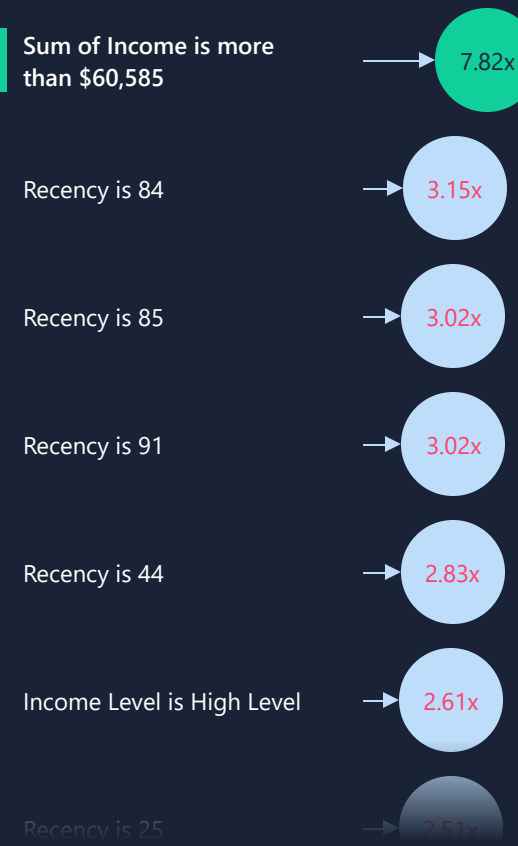 Sum of Income is more
than $60,585
7.82x
Recency is 84
3.15x
Recency is 85
3.02x
Recency is 91
3.02x
Recency is 44
2.83x
Income Level is High Level
2.61x
Recency is 25
2.51x